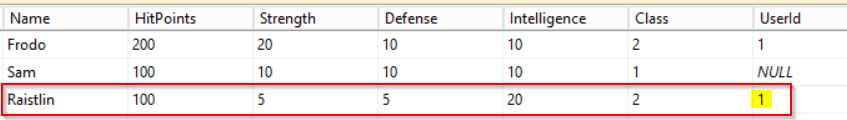 Name HitPoints Strength Defense Intelligence Class UserId
Frodo 200 20 10 10 2 1
Sam 100 10 10 10 1 NULL
Raistlin 100 5 5 20 2 1